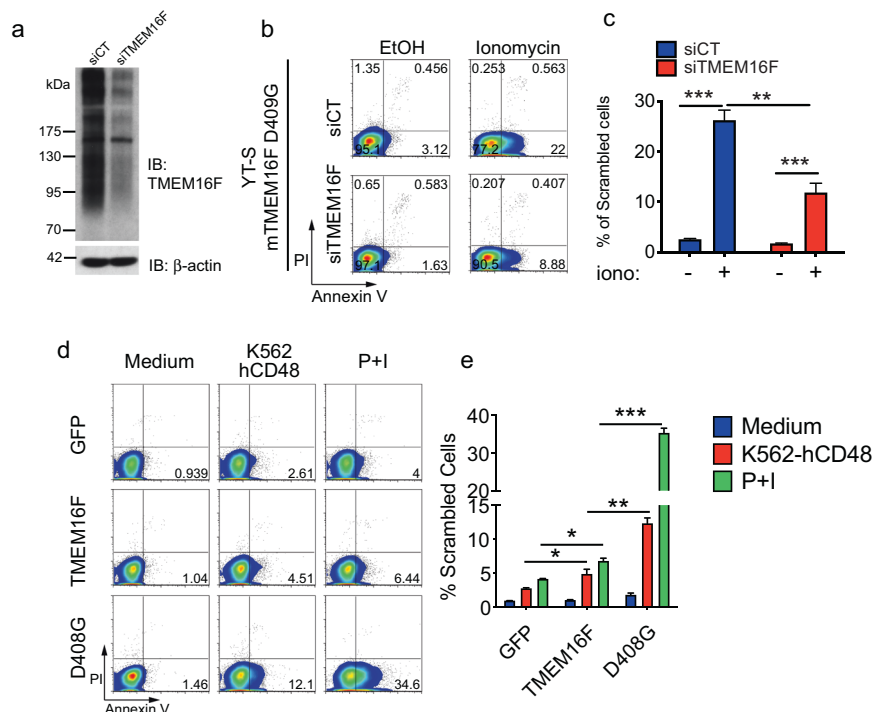 a
siCT
siTMEM16F
kDa
175
130
95
70
42
IB:
TMEM16F
IB: β-actin
b
EtOH
Ionomycin
YT-S
mTMEM16F D409G
siCT
1.35
0.456
95.1
3.12
0.253
0.563
77.2
22
siTMEM16F
0.65
0.583
97.1
1.63
0.207
0.407
90.5
8.88
PI
Annexin V
c
siCT
siTMEM16F
% of Scrambled cells
30
20
10
0
***
**
***
iono:
-
+
-
+
d
Medium
K562
hCD48
P+I
GFP
0.939
2.61
4
TMEM16F
1.04
4.51
6.44
D408G
1.46
12.1
34.6
PI
Annexin V
e
% Scrambled Cells
40
30
20
15
10
5
0
***
**
*
*
GFP
TMEM16F
D408G
Medium
K562-hCD48
P+I